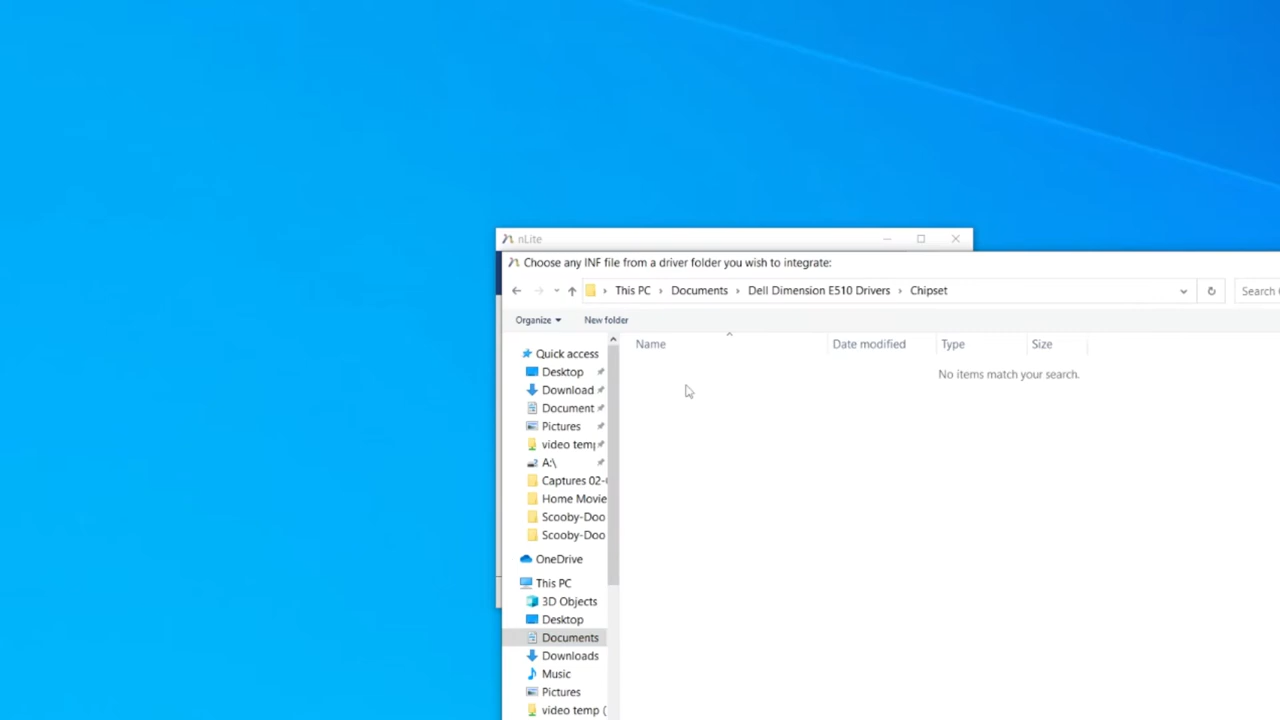 nLite
Choose any INF file from a driver folder you wish to integrate:
This PC > Documents > Dell Dimension E510 Drivers > Chipset
Search
Organize
New folder
Name
Date modified
Type
Size
No items match your search.
Quick access
Desktop
Download
Document
Pictures
video temp
A:\
Captures 02-
Home Movie
Scooby-Doo
Scooby-Doo
OneDrive
This PC
3D Objects
Desktop
Documents
Downloads
Music
Pictures
video temp (